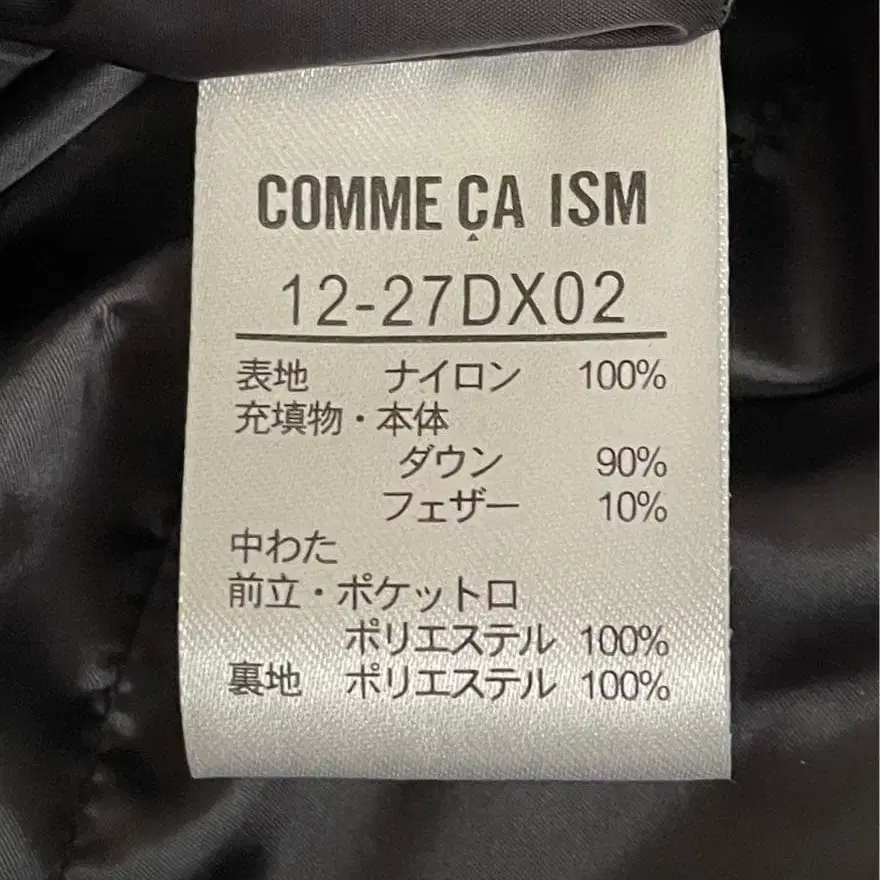 COMME ÇA ISM
12-27DX02
表地 ナイロン 100%
充填物・本体
ダウン 90%
フェザー 10%
中わた
前立・ポケット口
ポリエステル 100%
裏地 ポリエステル 100%